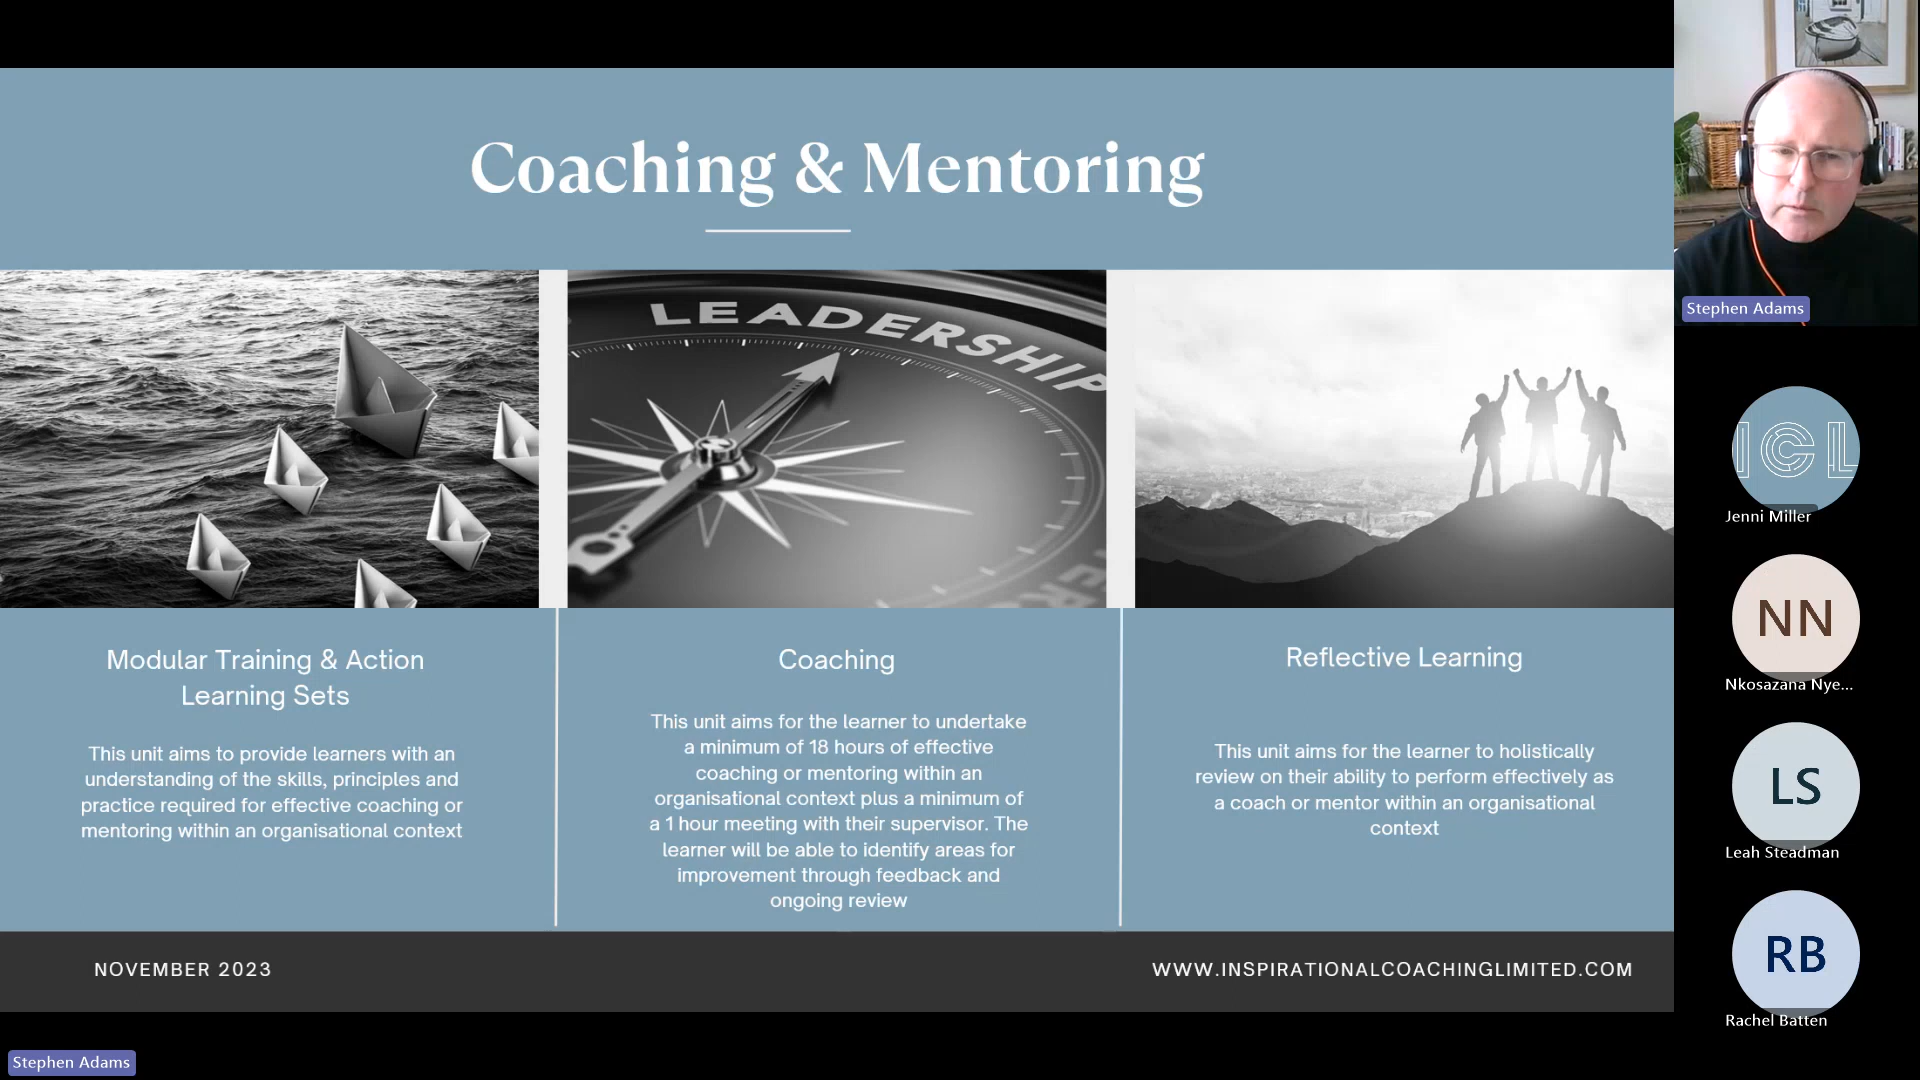 Coaching & Mentoring
LEADERSHIP
Modular Training & Action
Learning Sets
This unit aims to provide learners with an
understanding of the skills, principles and
practice required for effective coaching or
mentoring within an organisational context
Coaching
This unit aims for the learner to undertake
a minimum of 18 hours of effective
coaching or mentoring within an
organisational context plus a minimum of
a 1 hour meeting with their supervisor. The
learner will be able to identify areas for
improvement through feedback and
ongoing review
Reflective Learning
This unit aims for the learner to holistically
review on their ability to perform effectively as
a coach or mentor within an organisational
context
NOVEMBER 2023
WWW.INSPIRATIONALCOACHINGLIMITED.COM
Stephen Adams
Stephen Adams
ICL
Jenni Miller
NN
Nkosazana Nye...
LS
Leah Steadman
RB
Rachel Batten